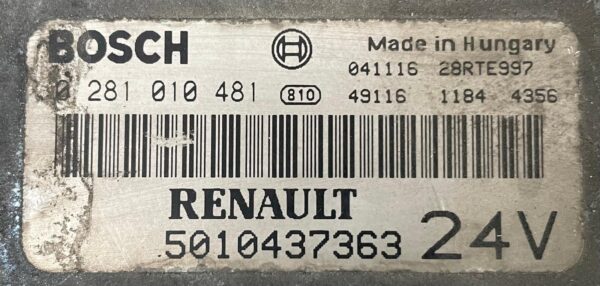 BOSCH Made in Hungary
041116 28RTE997
0 281 010 481 810 49116 1184 4356
RENAULT
5010437363 24V